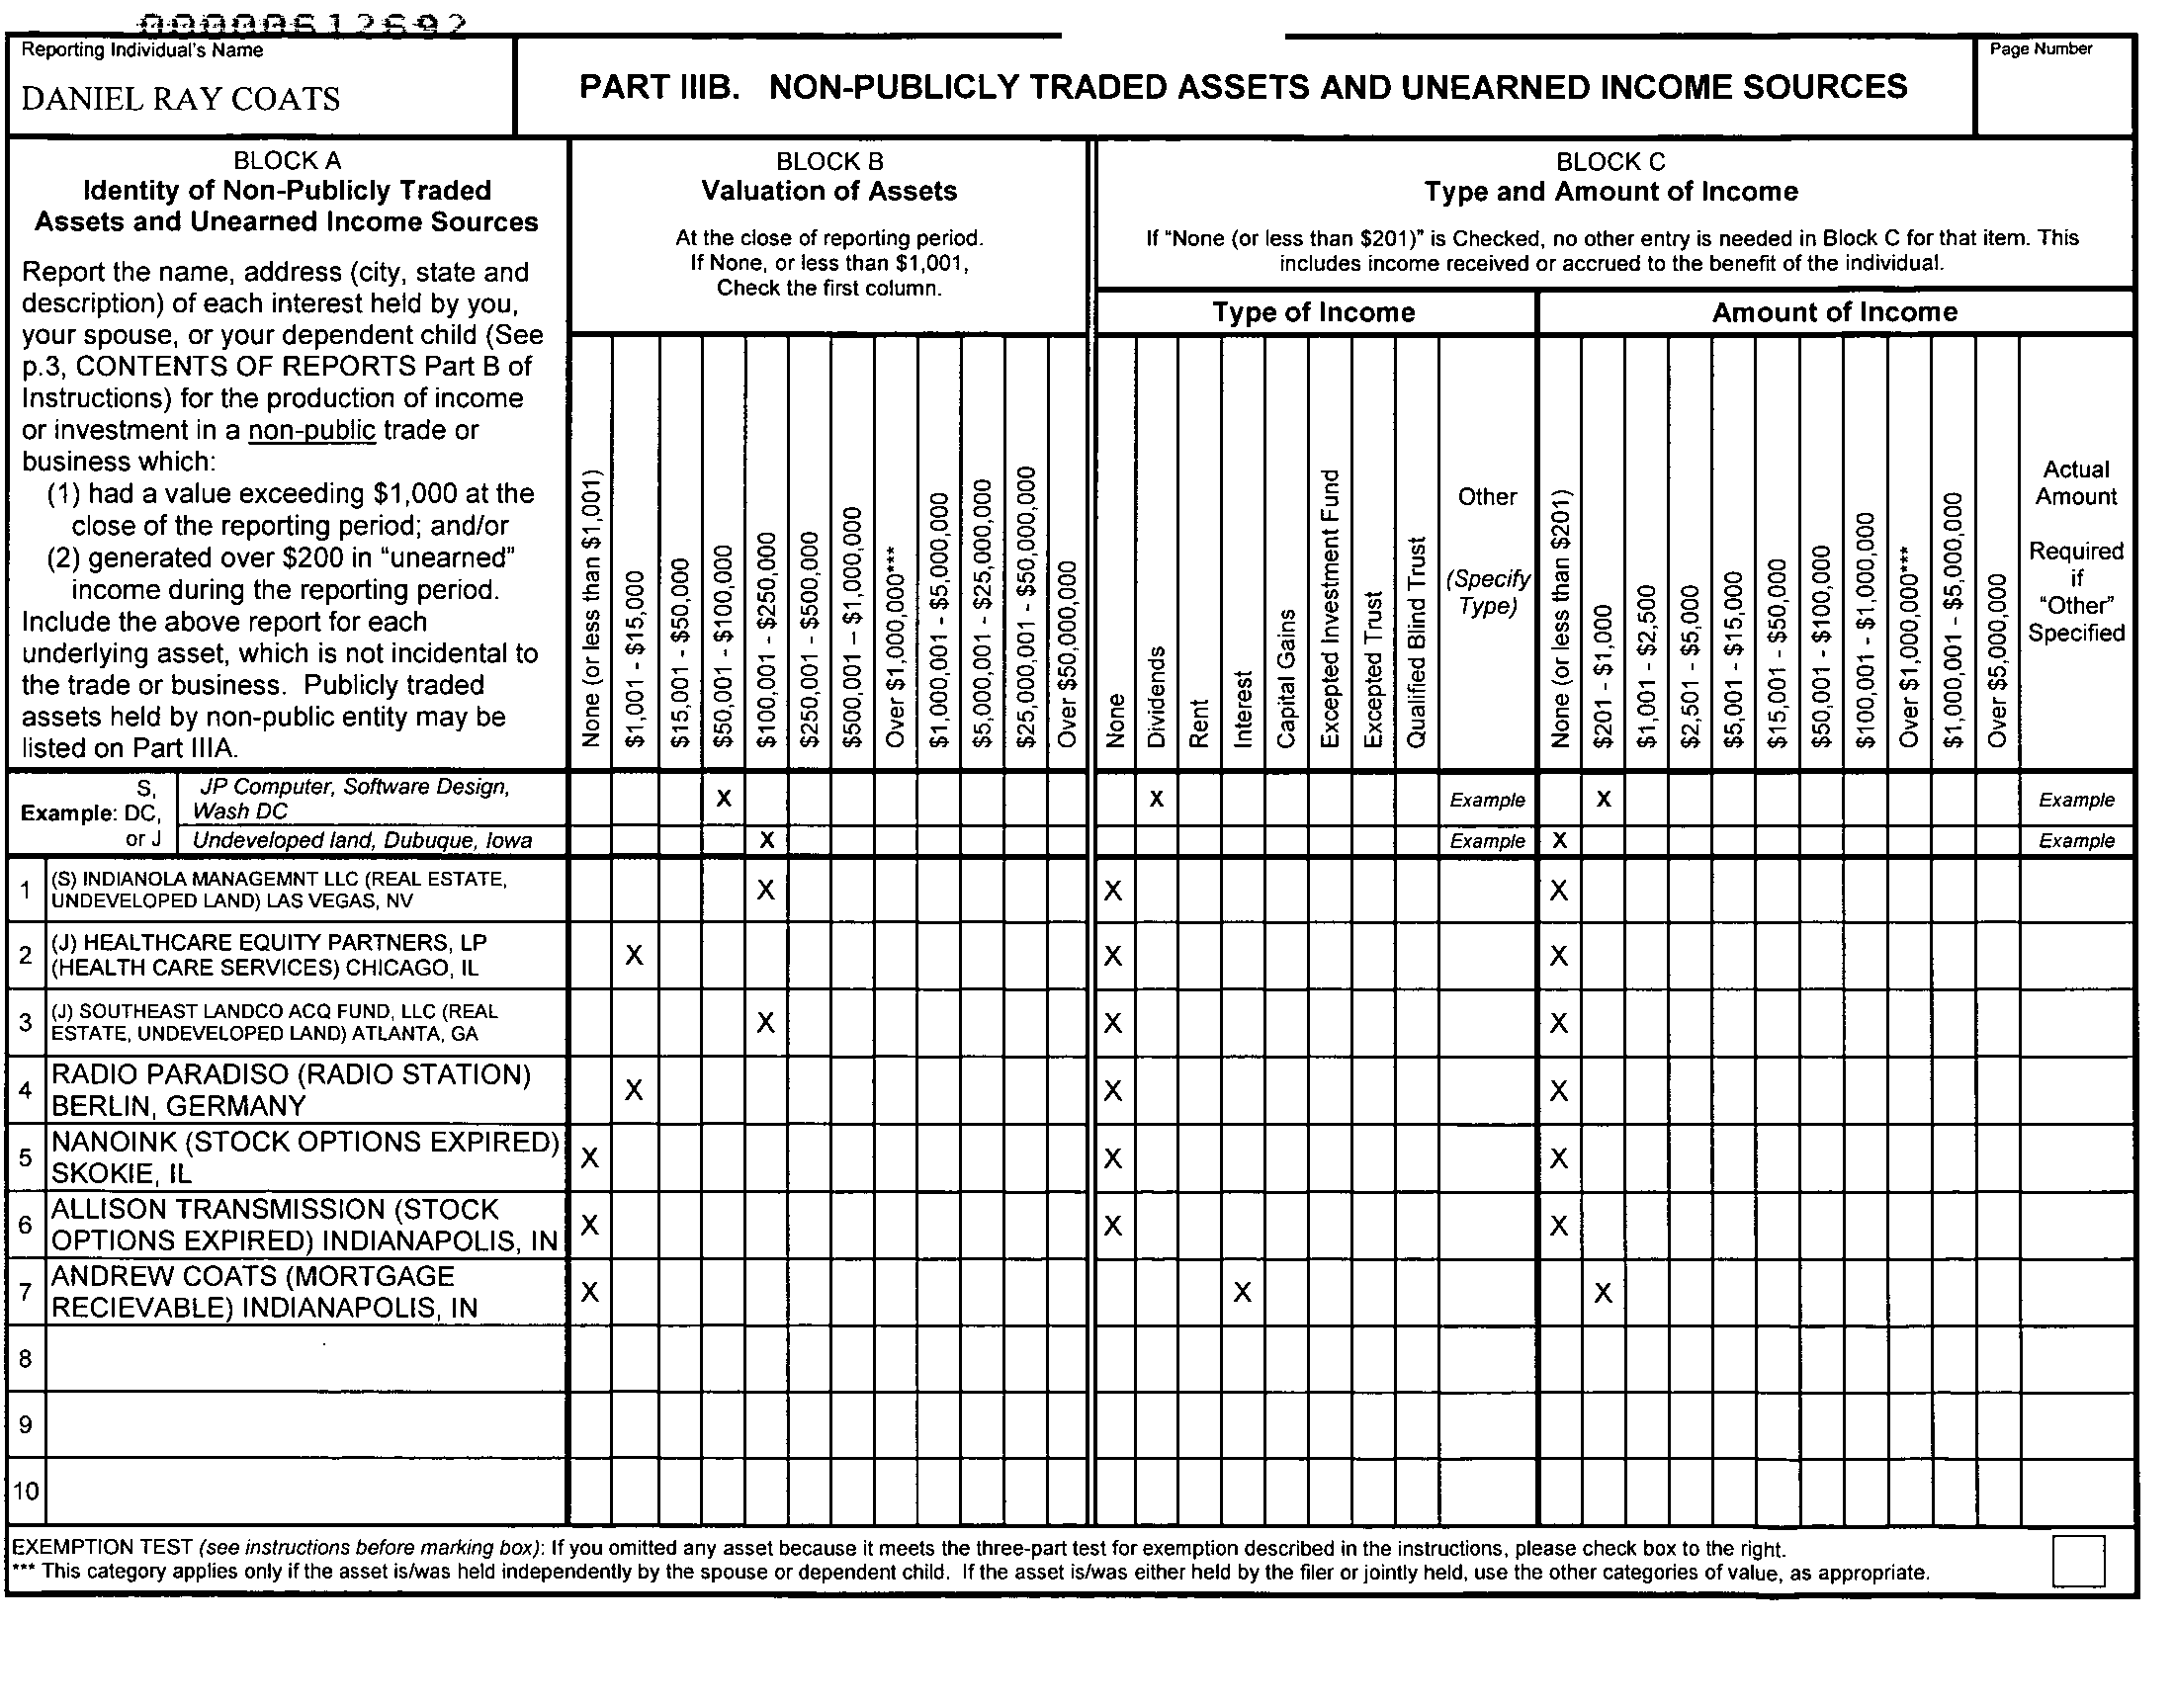 00000612692
Reporting Individual's Name
DANIEL RAY COATS
PART IIIB. NON-PUBLICLY TRADED ASSETS AND UNEARNED INCOME SOURCES
Page Number
BLOCK A
Identity of Non-Publicly Traded
Assets and Unearned Income Sources
Report the name, address (city, state and
description) of each interest held by you,
your spouse, or your dependent child (See
p.3, CONTENTS OF REPORTS Part B of
Instructions) for the production of income
or investment in a non-public trade or
business which:
(1) had a value exceeding $1,000 at the
close of the reporting period; and/or
(2) generated over $200 in "unearned"
income during the reporting period.
Include the above report for each
underlying asset, which is not incidental to
the trade or business. Publicly traded
assets held by non-public entity may be
listed on Part IIIA.
BLOCK B
Valuation of Assets
At the close of reporting period.
If None, or less than $1,001,
Check the first column.
None (or less than $1,001)
$1,001 - $15,000
$15,001 - $50,000
$50,001 - $100,000
$100,001 - $250,000
$250,001 - $500,000
$500,001 – $1,000,000
Over $1,000,000***
$1,000,001 - $5,000,000
$5,000,001 - $25,000,000
$25,000,001 - $50,000,000
Over $50,000,000
BLOCK C
Type and Amount of Income
If "None (or less than $201)" is Checked, no other entry is needed in Block C for that item. This
includes income received or accrued to the benefit of the individual.
Type of Income
None
Dividends
Rent
Interest
Capital Gains
Excepted Investment Fund
Excepted Trust
Qualified Blind Trust
Other
(Specify
Type)
Amount of Income
None (or less than $201)
$201 - $1,000
$1,001 - $2,500
$2,501 - $5,000
$5,001 - $15,000
$15,001 - $50,000
$50,001 - $100,000
$100,001 - $1,000,000
Over $1,000,000***
$1,000,001 - $5,000,000
Over $5,000,000
Actual
Amount
Required
if
"Other"
Specified
S,
Example: DC,
or J
JP Computer, Software Design,
Wash DC
X X Example X Example
Undeveloped land, Dubuque, Iowa X Example X Example
1 (S) INDIANOLA MANAGEMNT LLC (REAL ESTATE,
UNDEVELOPED LAND) LAS VEGAS, NV
X X X
2 (J) HEALTHCARE EQUITY PARTNERS, LP
(HEALTH CARE SERVICES) CHICAGO, IL
X X X
3 (J) SOUTHEAST LANDCO ACQ FUND, LLC (REAL
ESTATE, UNDEVELOPED LAND) ATLANTA, GA
X X X
4 RADIO PARADISO (RADIO STATION)
BERLIN, GERMANY
X X X
5 NANOINK (STOCK OPTIONS EXPIRED)
SKOKIE, IL
X X X
6 ALLISON TRANSMISSION (STOCK
OPTIONS EXPIRED) INDIANAPOLIS, IN
X X X
7 ANDREW COATS (MORTGAGE
RECIEVABLE) INDIANAPOLIS, IN
X X X
8
9
10
EXEMPTION TEST (see instructions before marking box): If you omitted any asset because it meets the three-part test for exemption described in the instructions, please check box to the right.
*** This category applies only if the asset is/was held independently by the spouse or dependent child. If the asset is/was either held by the filer or jointly held, use the other categories of value, as appropriate.